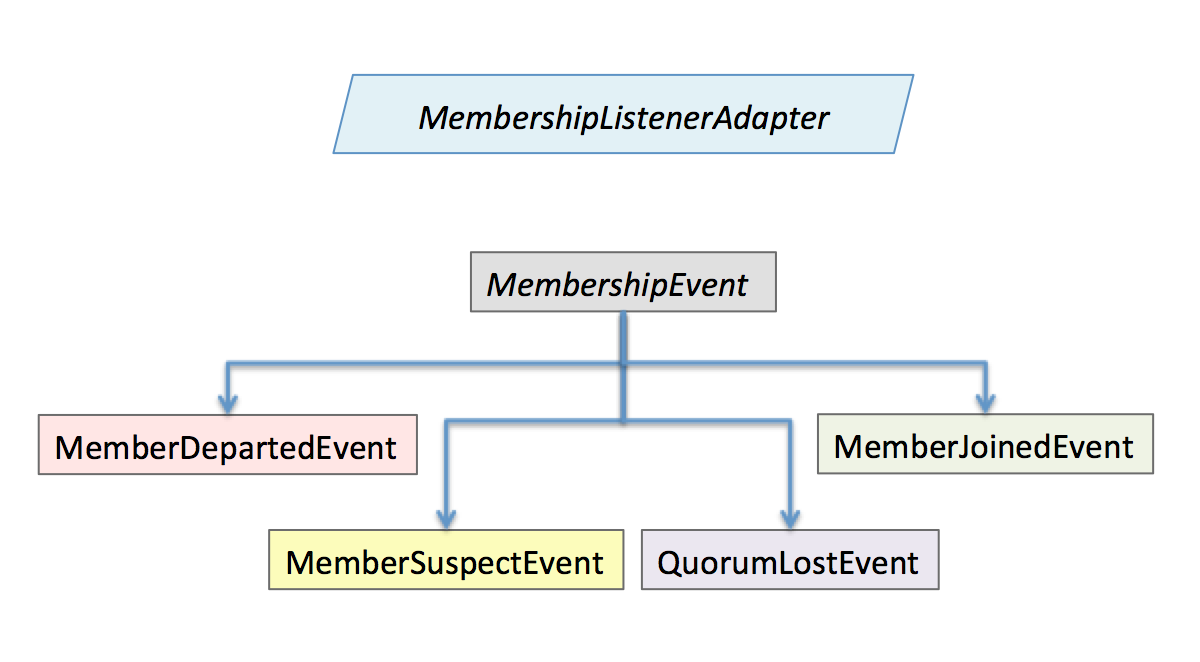 MembershipListenerAdapter
MembershipEvent
MemberDepartedEvent
MemberJoinedEvent
MemberSuspectEvent
QuorumLostEvent